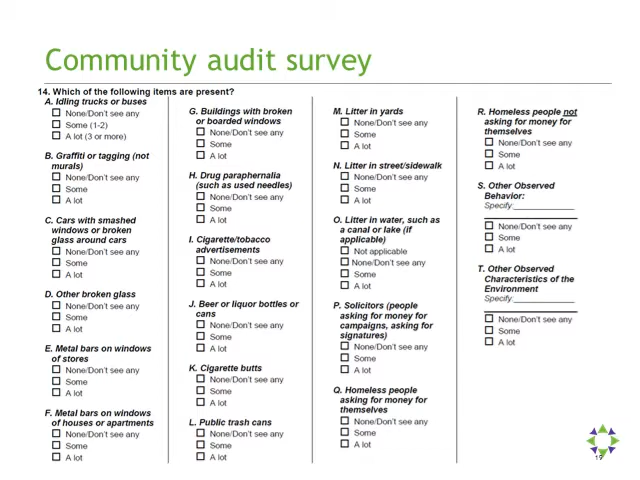 Community audit survey
14. Which of the following items are present?
A. Idling trucks or buses
None/Don't see any
Some (1-2)
A lot (3 or more)
B. Graffiti or tagging (not
murals)
None/Don't see any
Some
A lot
C. Cars with smashed
windows or broken
glass around cars
None/Don't see any
Some
A lot
D. Other broken glass
None/Don't see any
Some
A lot
E. Metal bars on windows
of stores
None/Don't see any
Some
A lot
F. Metal bars on windows
of houses or apartments
None/Don't see any
Some
A lot
G. Buildings with broken
or boarded windows
None/Don't see any
Some
A lot
H. Drug paraphernalia
(such as used needles)
None/Don't see any
Some
A lot
I. Cigarette/tobacco
advertisements
None/Don't see any
Some
A lot
J. Beer or liquor bottles or
cans
None/Don't see any
Some
A lot
K. Cigarette butts
None/Don't see any
Some
A lot
L. Public trash cans
None/Don't see any
Some
A lot
M. Litter in yards
None/Don't see any
Some
A lot
N. Litter in street/sidewalk
None/Don't see any
Some
A lot
O. Litter in water, such as
a canal or lake (if
applicable)
Not applicable
None/Don't see any
Some
A lot
P. Solicitors (people
asking for money for
campaigns, asking for
signatures)
None/Don't see any
Some
A lot
Q. Homeless people
asking for money for
themselves
None/Don't see any
Some
A lot
R. Homeless people not
asking for money for
themselves
None/Don't see any
Some
A lot
S. Other Observed
Behavior:
Specify:
None/Don't see any
Some
A lot
T. Other Observed
Characteristics of the
Environment
Specify:
None/Don't see any
Some
A lot
19